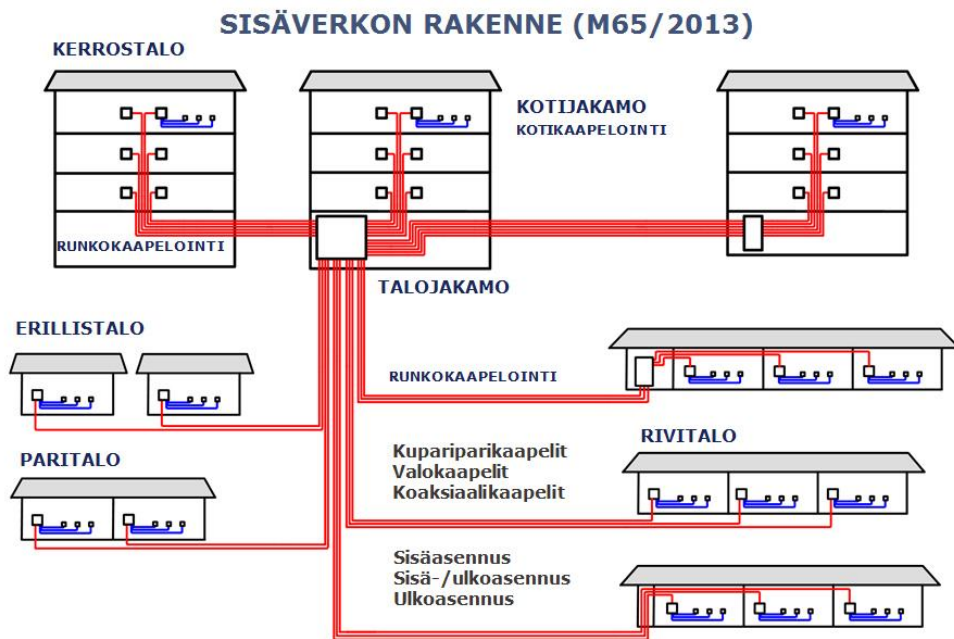 SISÄVERKON RAKENNE (M65/2013)
KERROSTALO
KOTIJAKAMO
KOTIKAAPELOINTI
RUNKOKAAPELOINTI
TALOJAKAMO
ERILLISTALO
RUNKOKAAPELOINTI
PARITALO
Kupariparikaapelit
Valokaapelit
Koaksiaalikaapelit
RIVITALO
Sisäasennus
Sisä-/ulkoasennus
Ulkoasennus